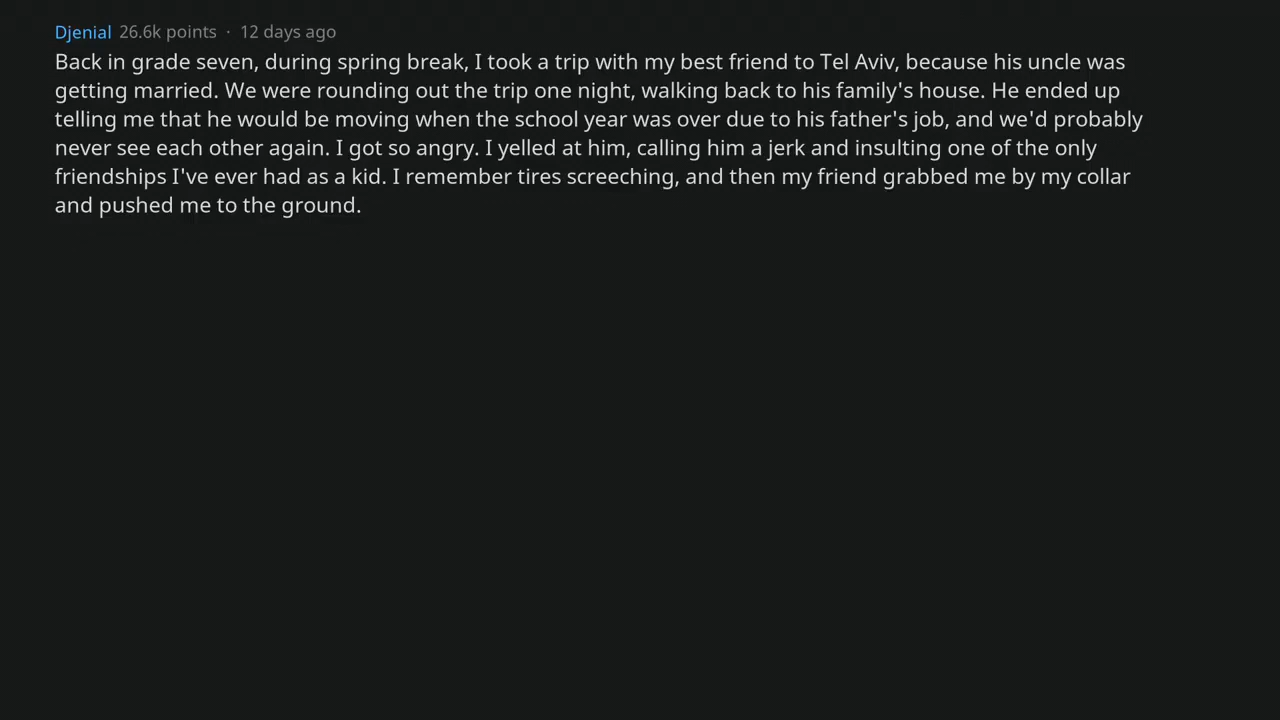 Djenial 26.6k points · 12 days ago
Back in grade seven, during spring break, I took a trip with my best friend to Tel Aviv, because his uncle was
getting married. We were rounding out the trip one night, walking back to his family's house. He ended up
telling me that he would be moving when the school year was over due to his father's job, and we'd probably
never see each other again. I got so angry. I yelled at him, calling him a jerk and insulting one of the only
friendships I've ever had as a kid. I remember tires screeching, and then my friend grabbed me by my collar
and pushed me to the ground.